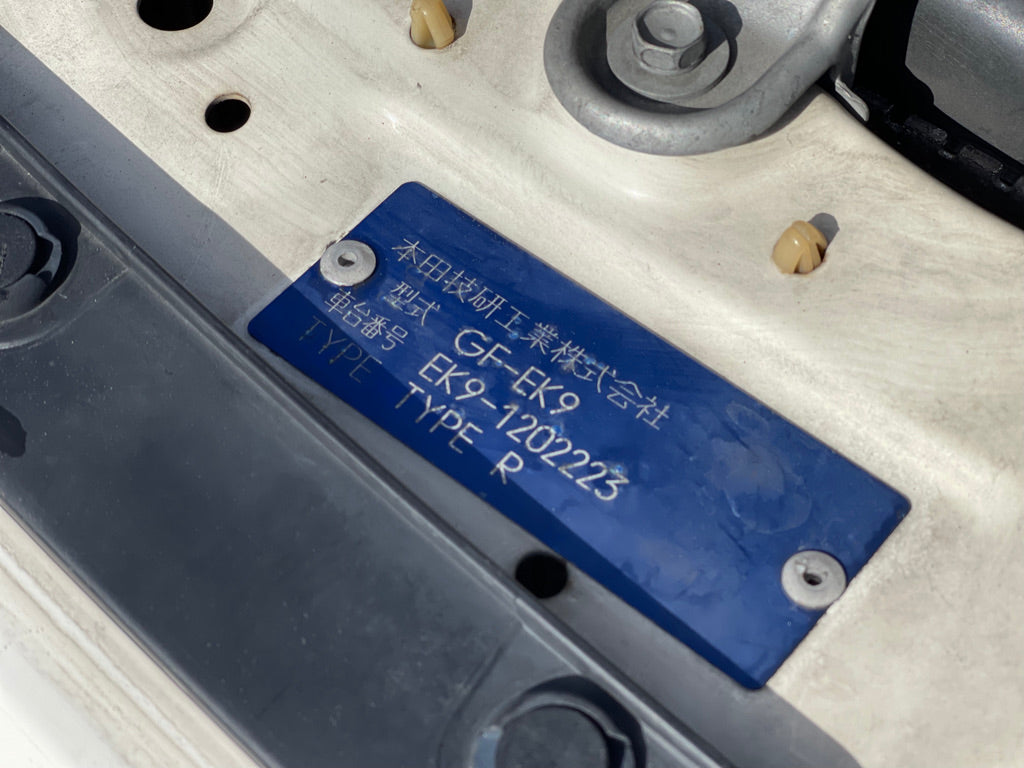 本田技研工業株式会社
型式 GF-EK9
車台番号 EK9-1202223
TYPE TYPE R